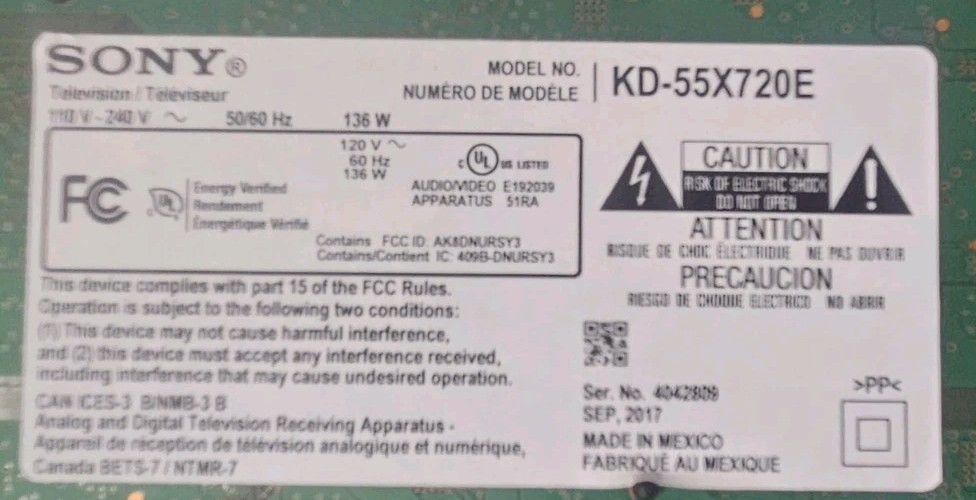 SONY®
Television / Téléviseur
110 V - 240 V ~ 50/60 Hz 136 W
MODEL NO.
NUMÉRO DE MODÈLE
KD-55X720E
120 V ~
60 Hz
136 W
FC
UL
Energy Verified
Rendement
Énergétique Vérifié
c UL US LISTED
AUDIO/VIDEO E192039
APPARATUS 51RA
Contains FCC ID: AK8DNURSY3
Contains/Contient IC: 409B-DNURSY3
This device complies with part 15 of the FCC Rules.
Operation is subject to the following two conditions:
(1) This device may not cause harmful interference,
and (2) this device must accept any interference received,
including interference that may cause undesired operation.
CAN ICES-3 B/NMB-3 B
Analog and Digital Television Receiving Apparatus -
Appareil de réception de télévision analogique et numérique,
Canada BETS-7 / NTMR-7
CAUTION
RISK OF ELECTRIC SHOCK
DO NOT OPEN
ATTENTION
RISQUE DE CHOC ÉLECTRIQUE NE PAS OUVRIR
PRECAUCION
RIESGO DE CHOQUE ELECTRICO NO ABRIR
Ser. No. 4042809
SEP, 2017
MADE IN MEXICO
FABRIQUÉ AU MEXIQUE
>PP<